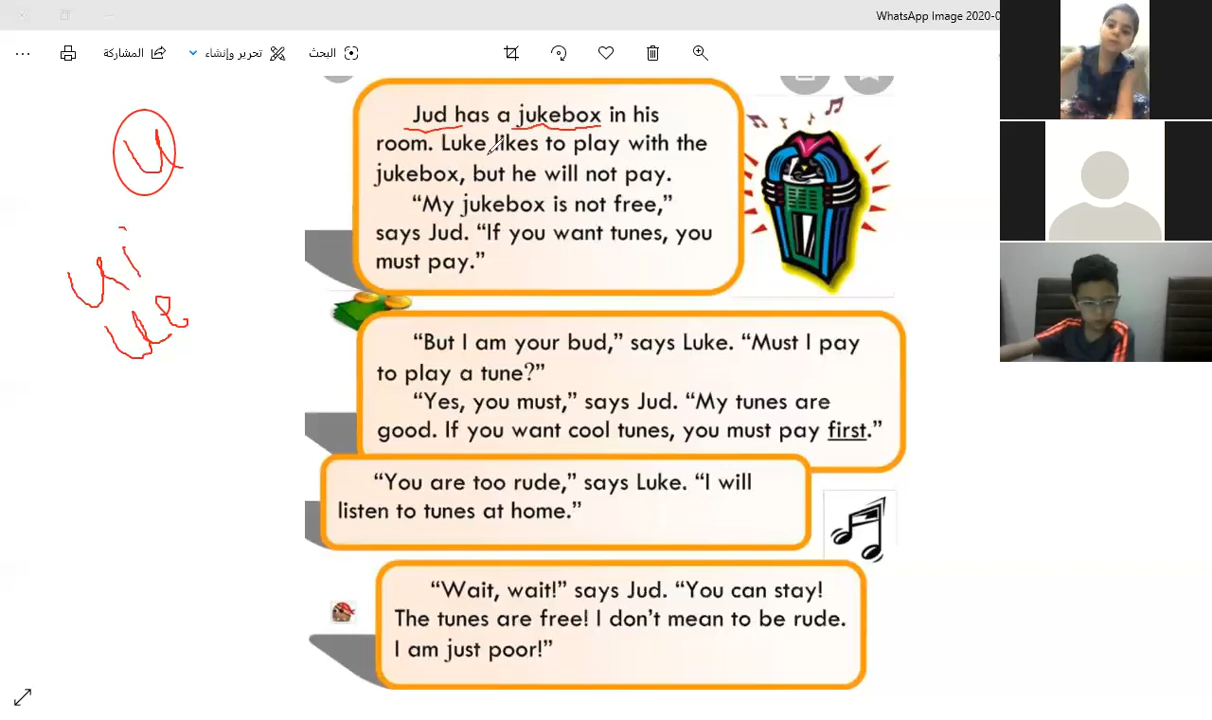 WhatsApp Image 2020-0
البحث
تحرير وإنشاء
المشاركة
u
ui
ue
Jud has a jukebox in his
room. Luke likes to play with the
jukebox, but he will not pay.
“My jukebox is not free,”
says Jud. “If you want tunes, you
must pay.”
“But I am your bud,” says Luke. “Must I pay
to play a tune?”
“Yes, you must,” says Jud. “My tunes are
good. If you want cool tunes, you must pay first.”
“You are too rude,” says Luke. “I will
listen to tunes at home.”
“Wait, wait!” says Jud. “You can stay!
The tunes are free! I don’t mean to be rude.
I am just poor!”